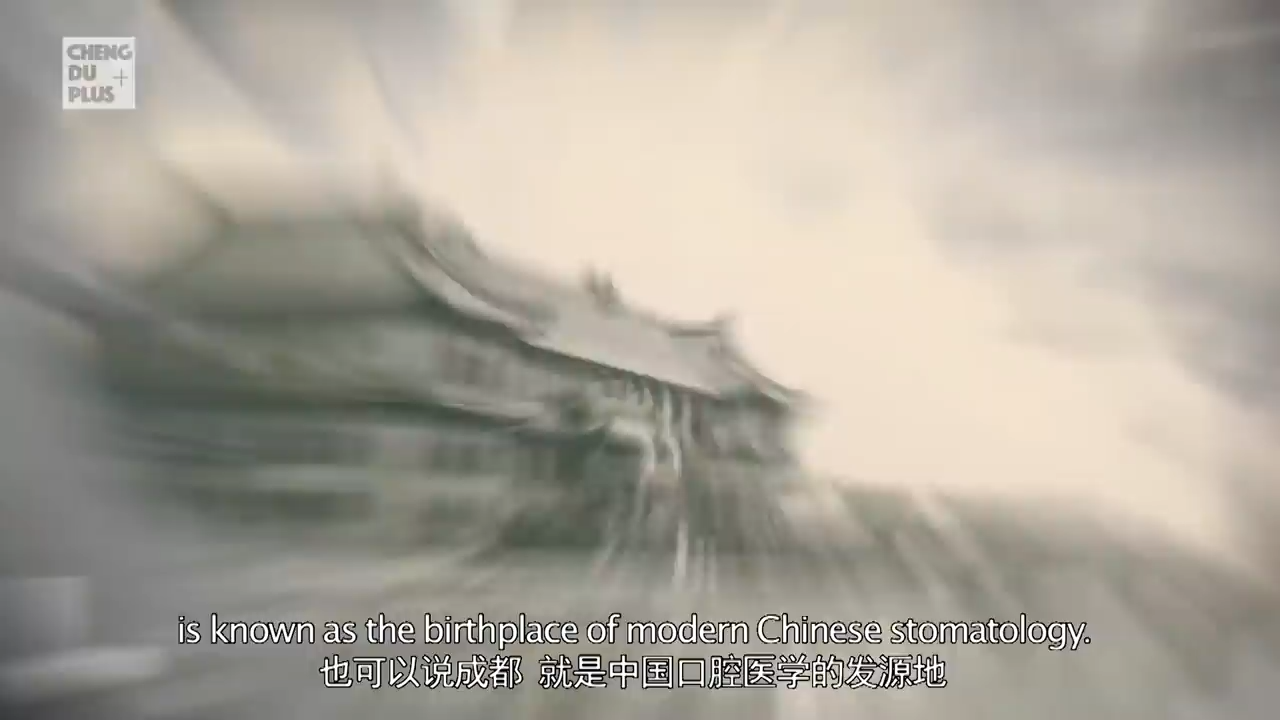 CHENG
DU
PLUS+
is known as the birthplace of modern Chinese stomatology.
也可以说成都 就是中国口腔医学的发源地